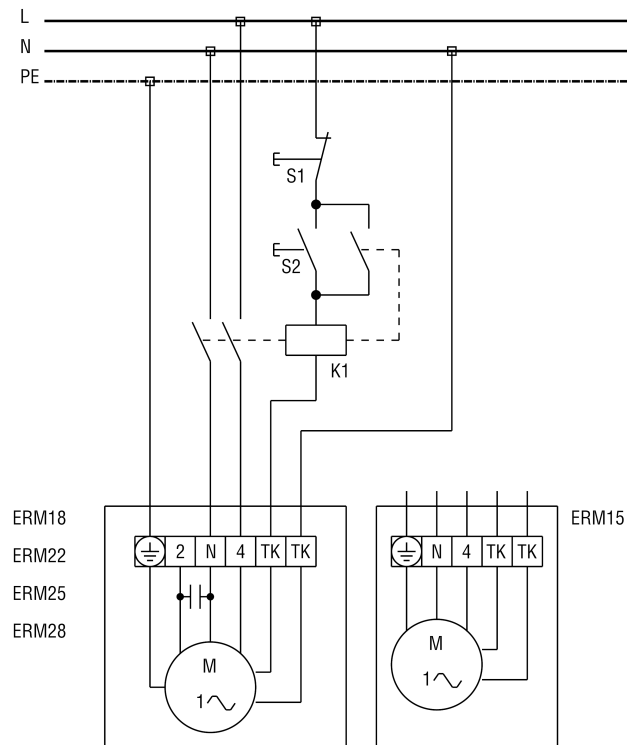 L
N
PE
S1
S2
K1
ERM18
ERM22
ERM25
ERM28
2 N 4 TK TK
M
1
ERM15
N 4 TK TK
M
1